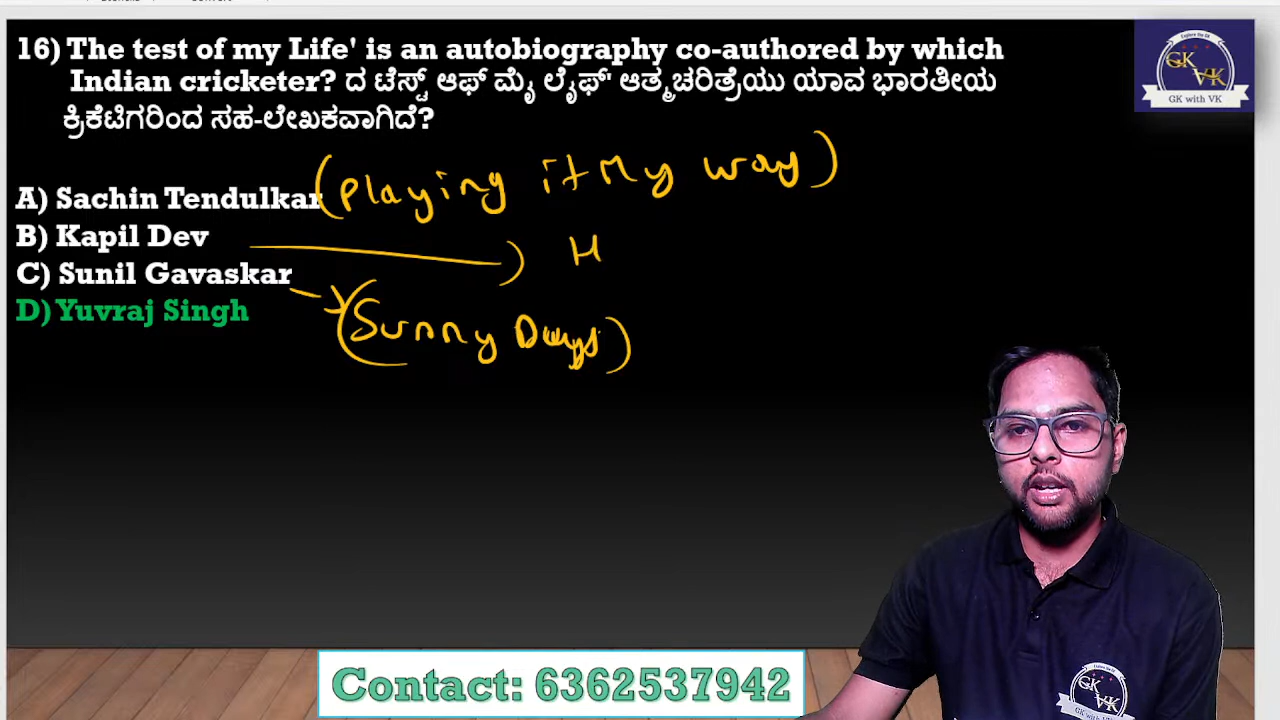 16) The test of my Life' is an autobiography co-authored by which
Indian cricketer? ದ ಟೆಸ್ಟ್ ಆಫ್ ಮೈ ಲೈಫ್' ಆತ್ಮಚರಿತ್ರೆಯು ಯಾವ ಭಾರತೀಯ
ಕ್ರಿಕೆಟಿಗರಿಂದ ಸಹ-ಲೇಖಕವಾಗಿದೆ?
GK
VK
GK with VK
A) Sachin Tendulkar (Playing it My way)
B) Kapil Dev
H
C) Sunil Gavaskar
(Sunny Days)
D) Yuvraj Singh
Contact: 6362537942
GK
VK